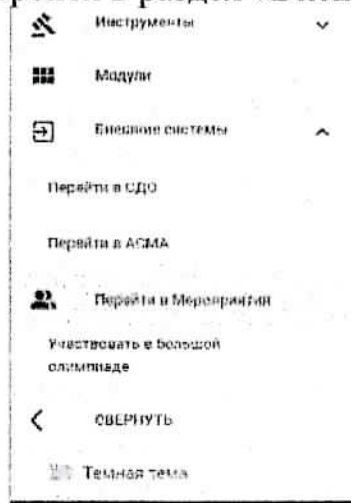 Инструменты
Модули
Внешние системы
Перейти в СДО
Перейти в АСМА
Перейти в Мероприятия
Участвовать в большой
олимпиаде
СВЕРНУТЬ
Темная тема